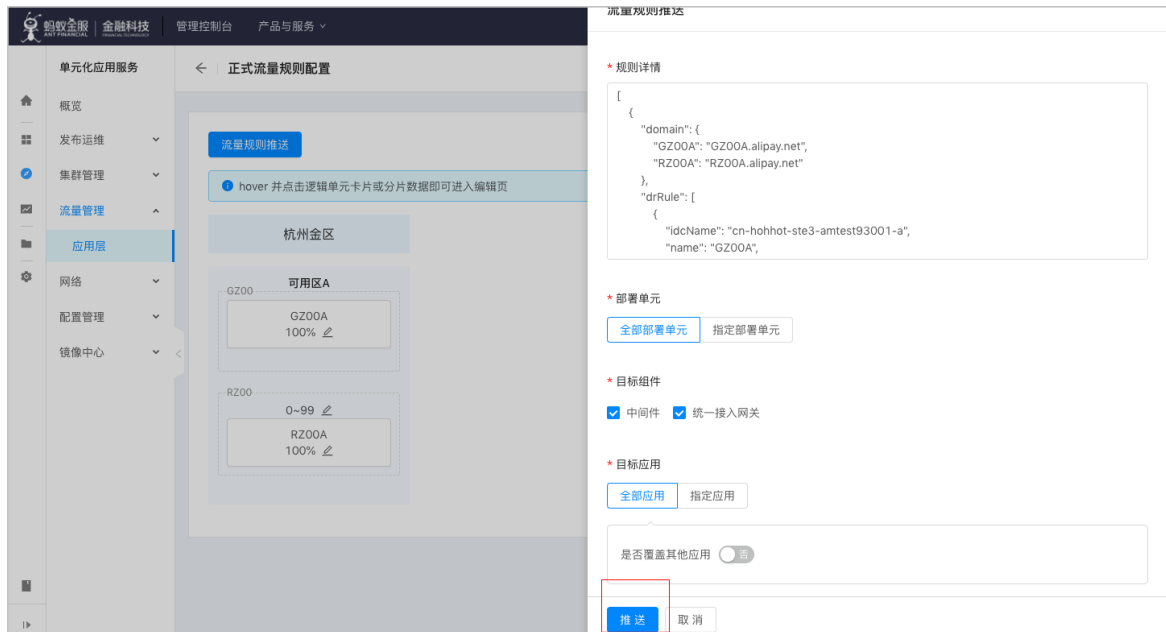 蚂蚁金服 金融科技 管理控制台 产品与服务
ANT FINANCIAL FINANCIAL TECHNOLOGY
单元化应用服务
概览
发布运维
集群管理
流量管理
应用层
网络
配置管理
镜像中心
正式流量规则配置
流量规则推送
hover 并点击逻辑单元卡片或分片数据即可进入编辑页
杭州金区
可用区A
GZ00
GZ00A
100%
RZ00
0~99
RZ00A
100%
流量规则推送
* 规则详情
[
{
"domain": {
"GZ00A": "GZ00A.alipay.net",
"RZ00A": "RZ00A.alipay.net"
},
"drRule": [
{
"idcName": "cn-hohhot-ste3-amtest93001-a",
"name": "GZ00A",
* 部署单元
全部部署单元 指定部署单元
* 目标组件
中间件 统一接入网关
* 目标应用
全部应用 指定应用
是否覆盖其他应用 否
推 送 取 消